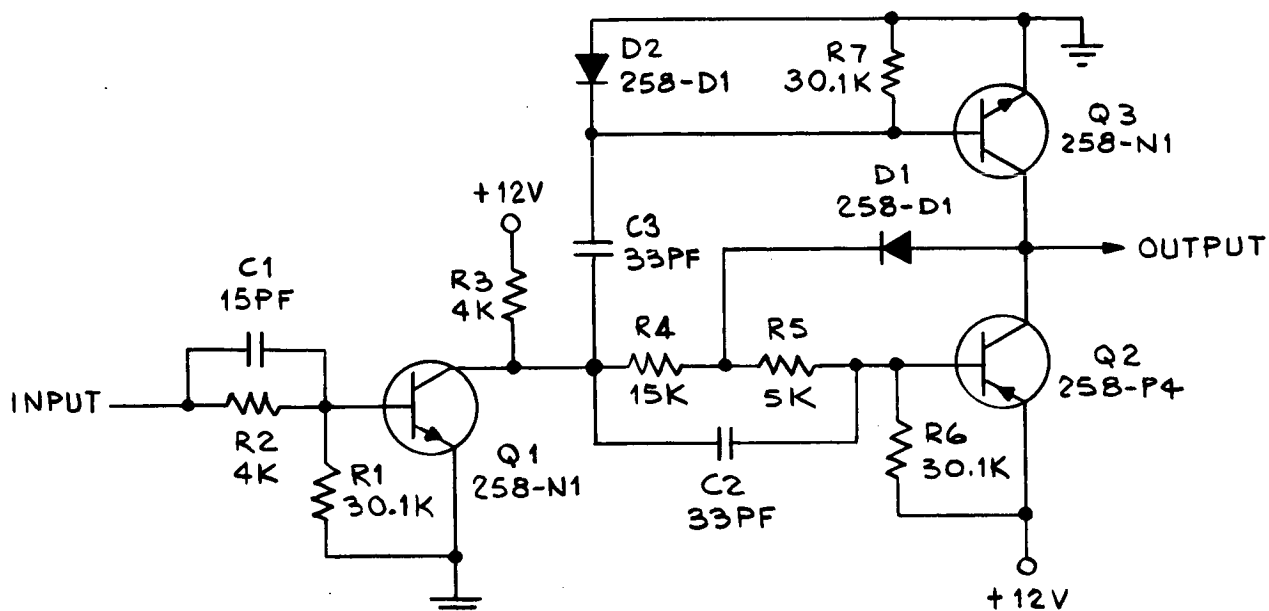 D2
258-D1
R7
30.1K
Q3
258-N1
D1
258-D1
+12V
C3
33PF
OUTPUT
C1
15PF
R3
4K
R4
15K
R5
5K
Q2
258-P4
INPUT
R2
4K
R1
30.1K
Q1
258-N1
C2
33PF
R6
30.1K
+12V